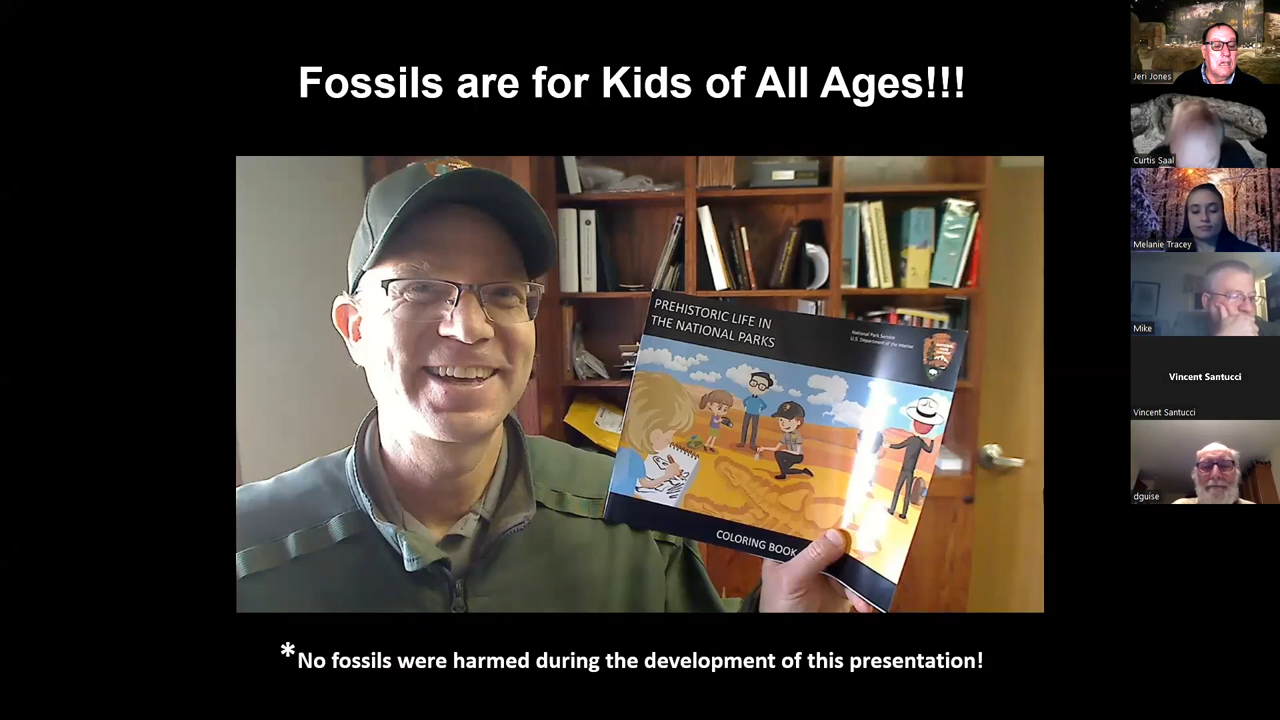 Fossils are for Kids of All Ages!!!
PREHISTORIC LIFE IN
THE NATIONAL PARKS
National Park Service
U.S. Department of the Interior
COLORING BOOK
*No fossils were harmed during the development of this presentation!
Jeri Jones
Curtis Saal
Melanie Tracey
Mike
Vincent Santucci
Vincent Santucci
dguise